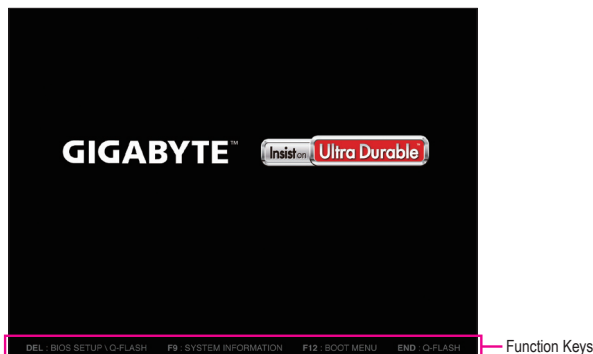 GIGABYTE™ Insist on Ultra Durable™
DEL : BIOS SETUP \ Q-FLASH F9 : SYSTEM INFORMATION F12 : BOOT MENU END : Q-FLASH
Function Keys